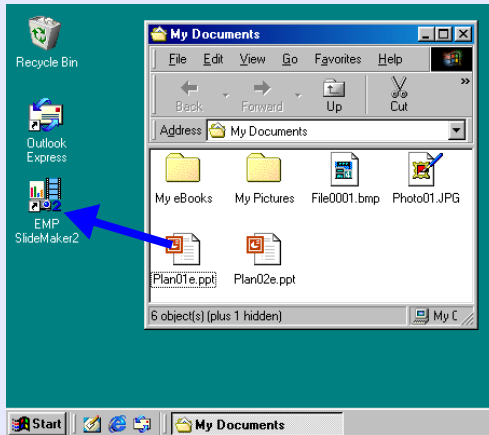 Recycle Bin
Outlook
Express
EMP
SlideMaker2
My Documents
File Edit View Go Favorites Help
Back Forward Up Cut
Address My Documents
My eBooks My Pictures File0001.bmp Photo01.JPG
Plan01e.ppt Plan02e.ppt
6 object(s) (plus 1 hidden) My C
Start My Documents